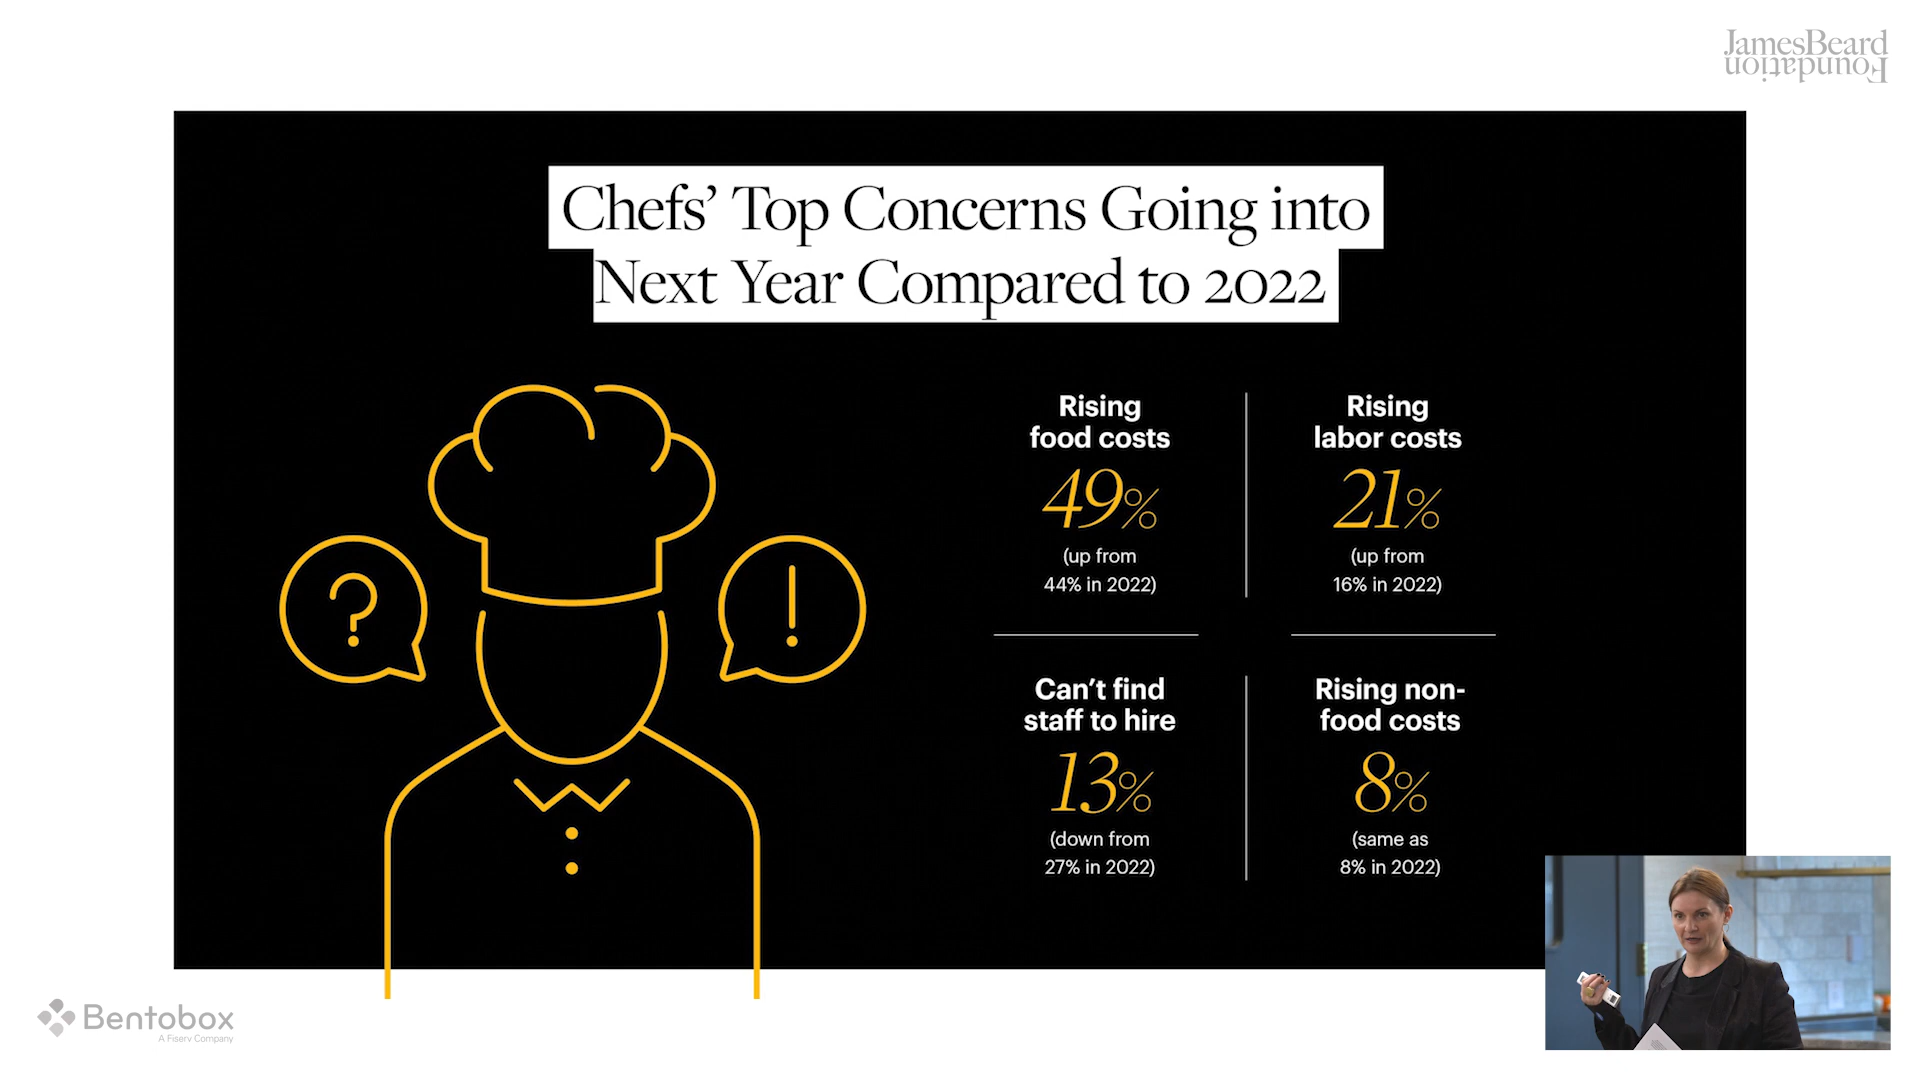 JamesBeard
Foundation
Chefs’ Top Concerns Going into
Next Year Compared to 2022
?
!
Rising
food costs
49%
(up from
44% in 2022)
Rising
labor costs
21%
(up from
16% in 2022)
Can’t find
staff to hire
13%
(down from
27% in 2022)
Rising non-
food costs
8%
(same as
8% in 2022)
Bentobox
A Fiserv Company